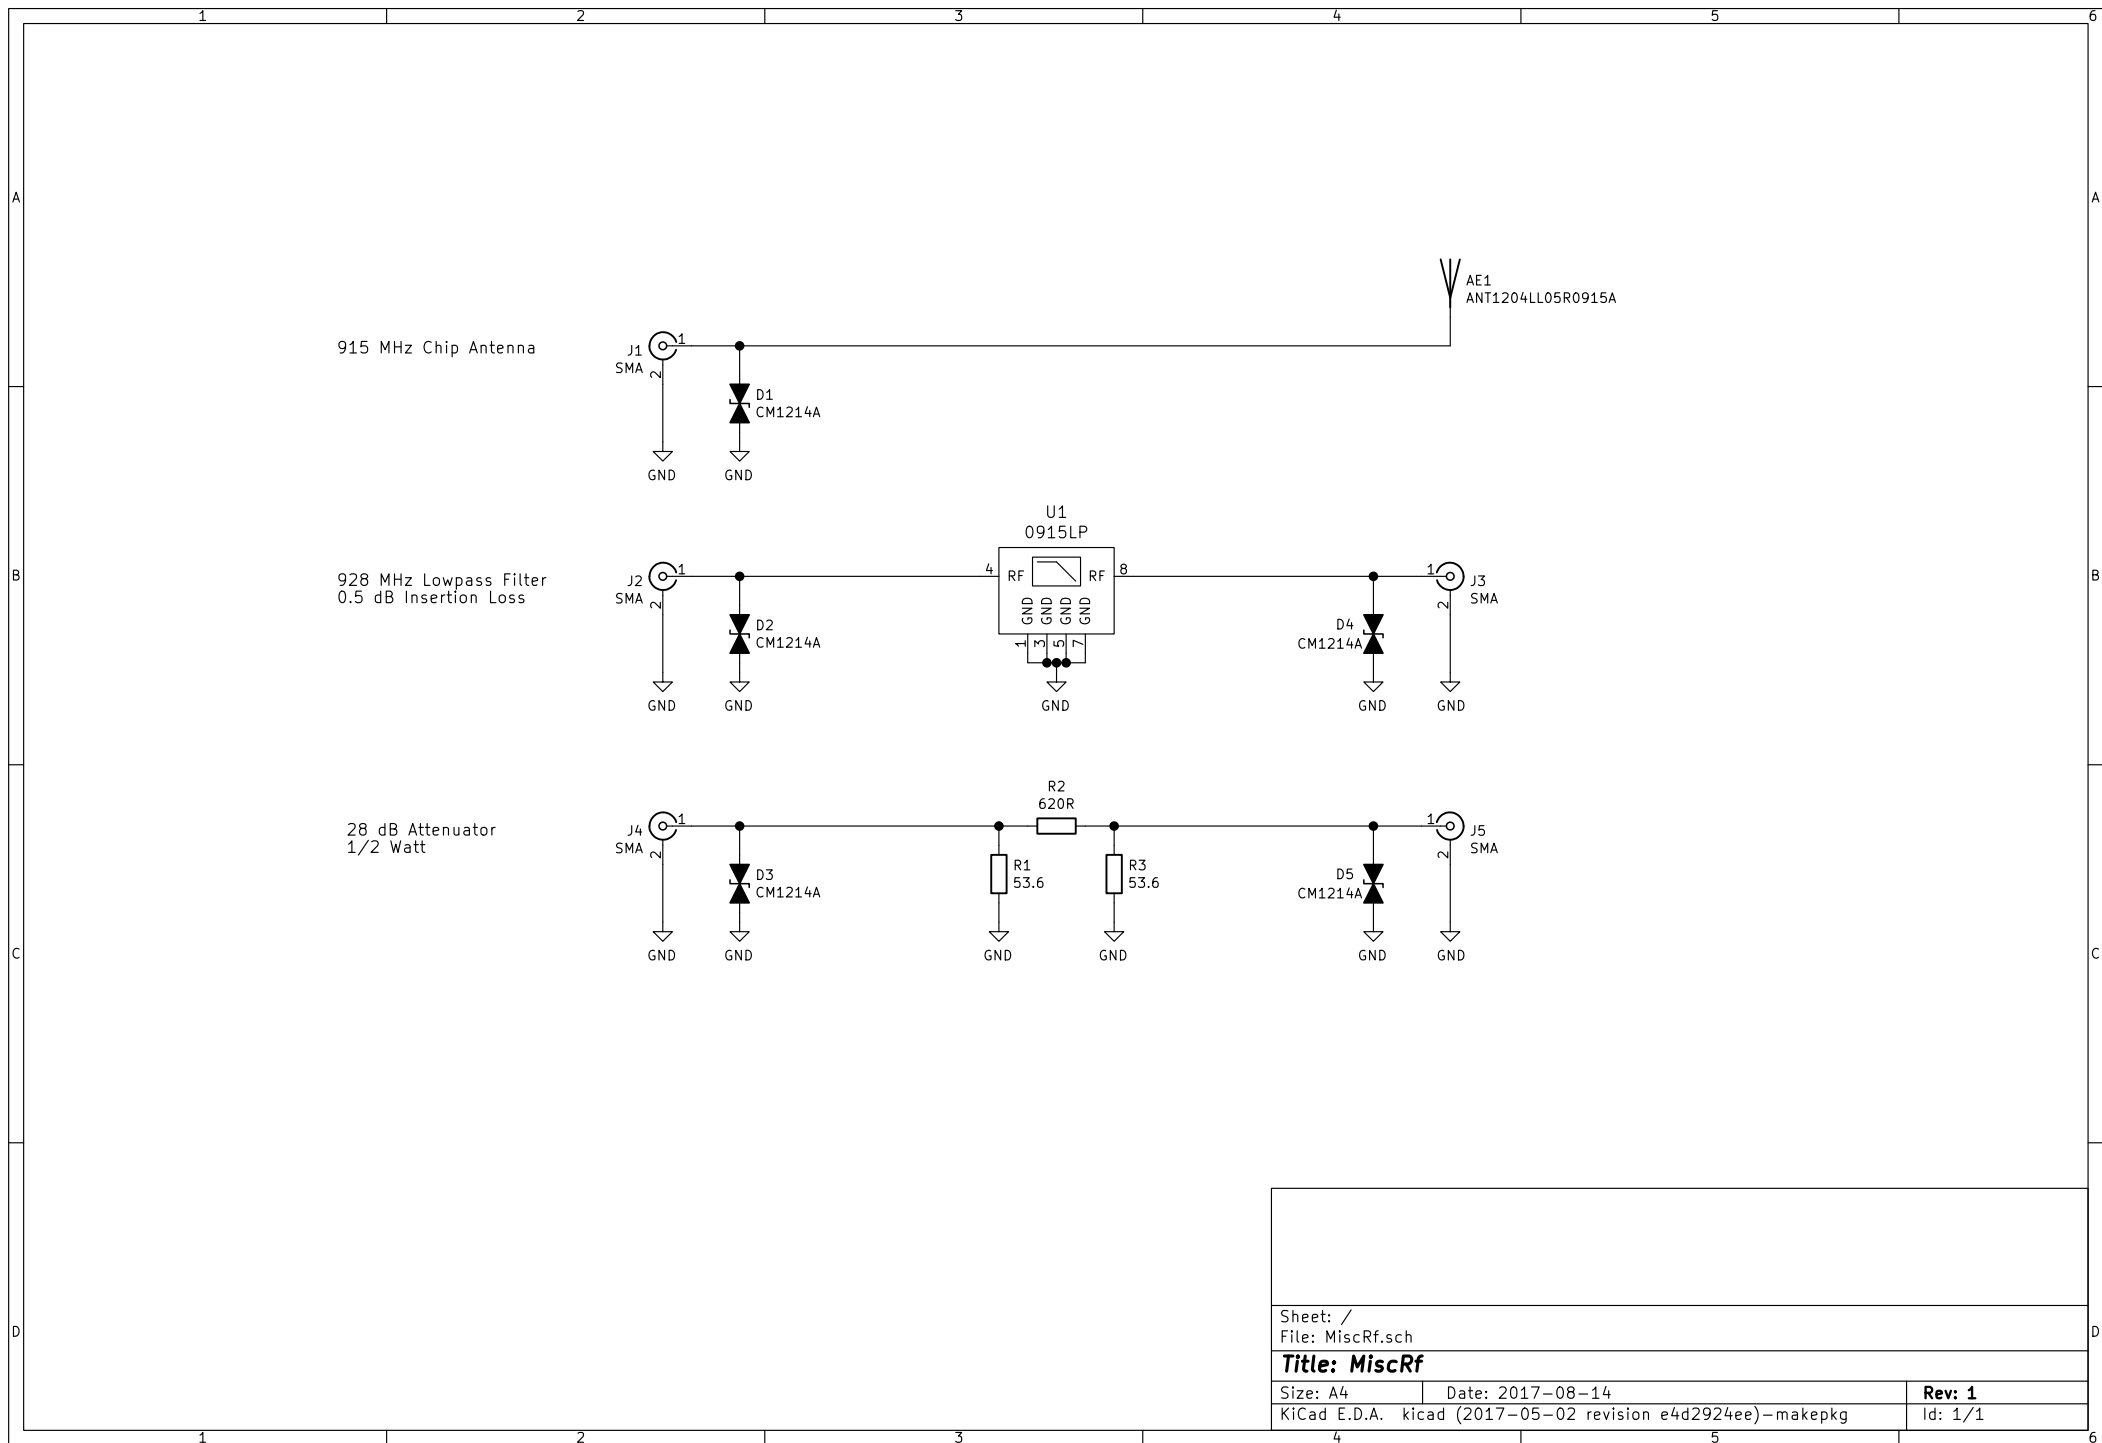 1 2 3 4 5 6
A A
AE1
ANT1204LL05R0915A
915 MHz Chip Antenna
J1
SMA
1
2
D1
CM1214A
GND GND
U1
0915LP
B B
928 MHz Lowpass Filter
0.5 dB Insertion Loss
J2
SMA
1
2
D2
CM1214A
GND GND
4 RF RF 8
GND GND GND GND
1 3 5 7
GND
D4
CM1214A
1
2
J3
SMA
GND GND
R2
620R
28 dB Attenuator
1/2 Watt
J4
SMA
1
2
D3
CM1214A
GND GND
R1
53.6
GND
R3
53.6
GND
D5
CM1214A
1
2
J5
SMA
GND GND
C C
D D
Sheet: /
File: MiscRf.sch
Title: MiscRf
Size: A4 Date: 2017-08-14 Rev: 1
KiCad E.D.A. kicad (2017-05-02 revision e4d2924ee)-makepkg Id: 1/1
1 2 3 4 5 6